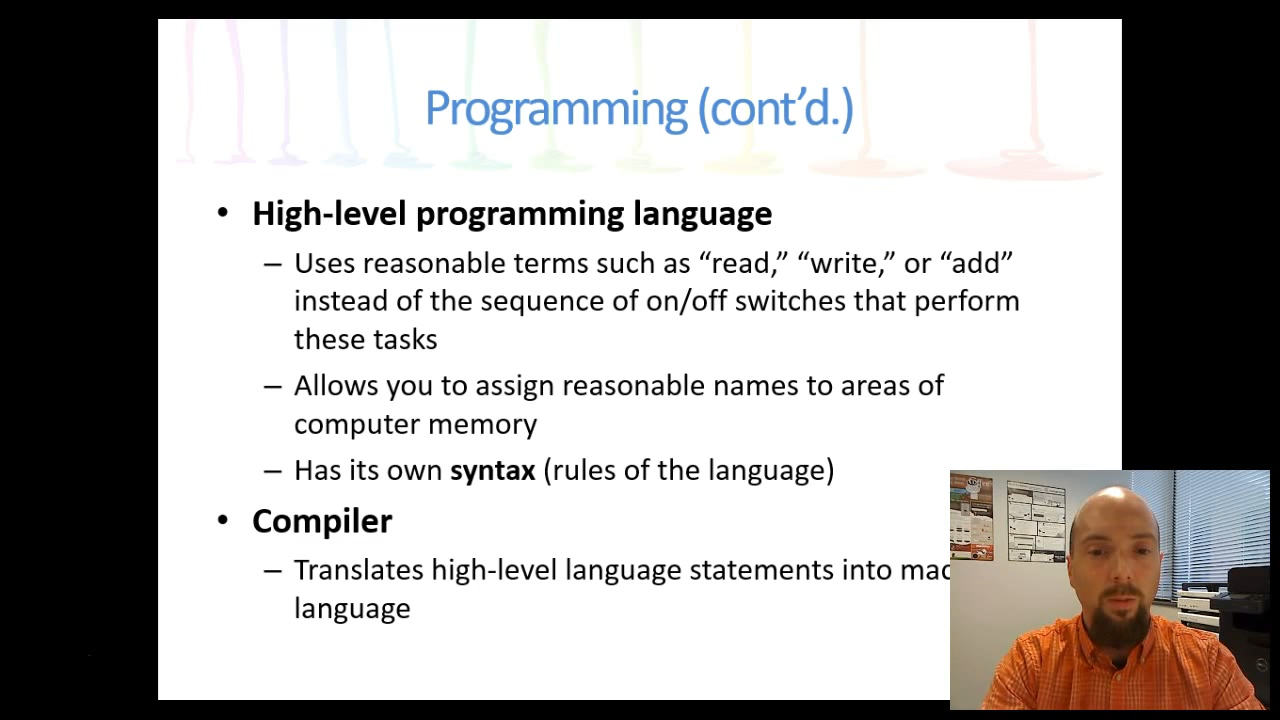 Programming (cont’d.)
• High-level programming language
– Uses reasonable terms such as “read,” “write,” or “add”
instead of the sequence of on/off switches that perform
these tasks
– Allows you to assign reasonable names to areas of
computer memory
– Has its own syntax (rules of the language)
• Compiler
– Translates high-level language statements into mac
language